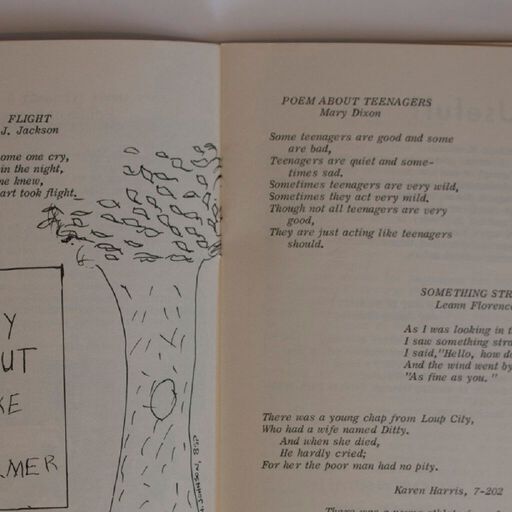 FLIGHT
J. Jackson
ome one cry,
in the night,
ne knew,
art took flight.
Y
UT
KE
MER
POEM ABOUT TEENAGERS
Mary Dixon
Some teenagers are good and some
are bad,
Teenagers are quiet and some-
times sad.
Sometimes teenagers are very wild,
Sometimes they act very mild.
Though not all teenagers are very
good,
They are just acting like teenagers
should.
SOMETHING STR
Leann Florence
As I was looking in t
I saw something stra
I said, "Hello, how do
And the wind went by
"As fine as you."
There was a young chap from Loup City,
Who had a wife named Ditty.
And when she died,
He hardly cried;
For her the poor man had no pity.
Karen Harris, 7-202